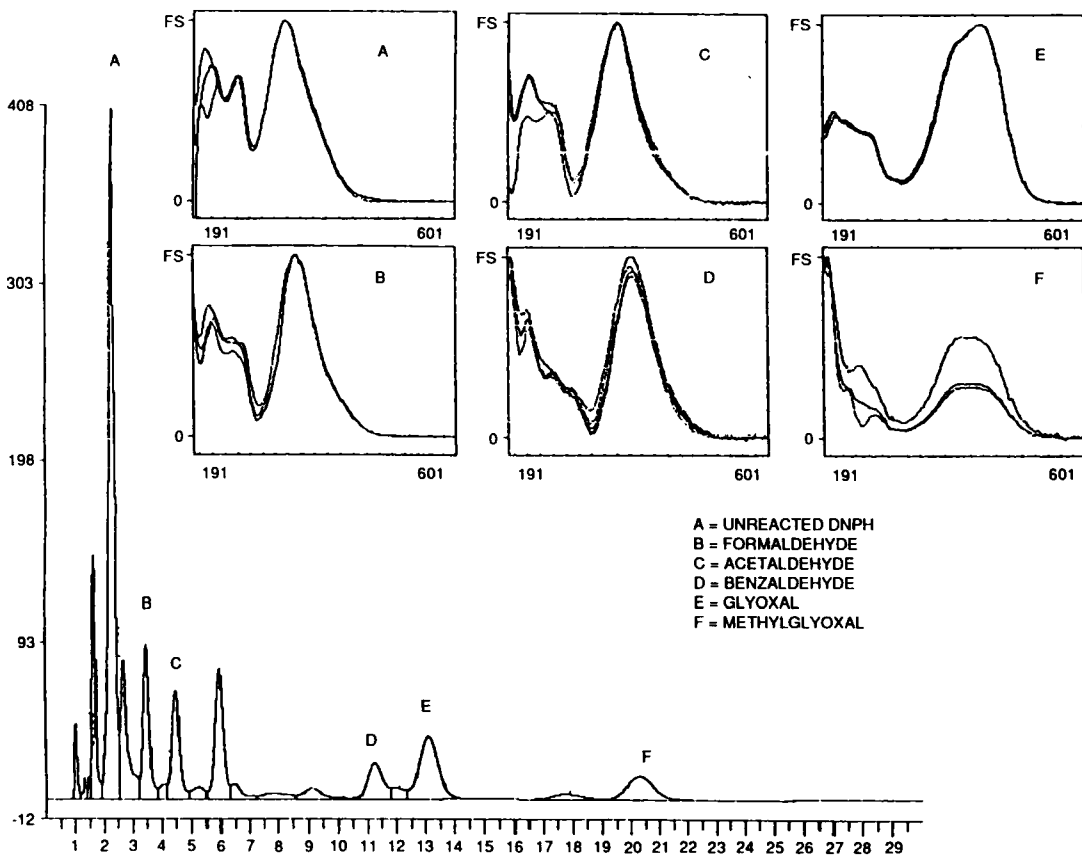 FS
A
0
191 601
FS
C
0
191 601
FS
E
0
191 601
FS
B
0
191 601
FS
D
0
191 601
FS
F
0
191 601
A
408
303
198
93
-12
B
C
D
E
F
A = UNREACTED DNPH
B = FORMALDEHYDE
C = ACETALDEHYDE
D = BENZALDEHYDE
E = GLYOXAL
F = METHYLGLYOXAL
1 2 3 4 5 6 7 8 9 10 11 12 13 14 15 16 17 18 19 20 21 22 23 24 25 26 27 28 29